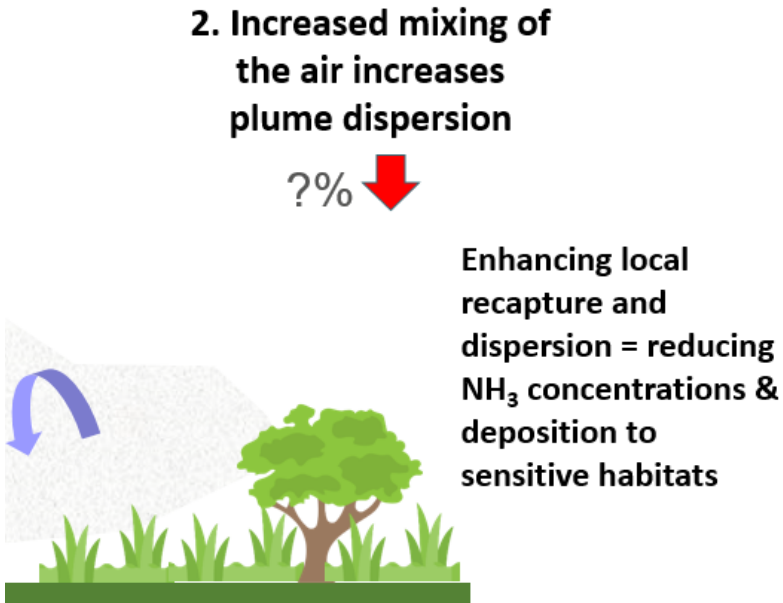 2. Increased mixing of
the air increases
plume dispersion
?%
Enhancing local
recapture and
dispersion = reducing
NH₃ concentrations &
deposition to
sensitive habitats